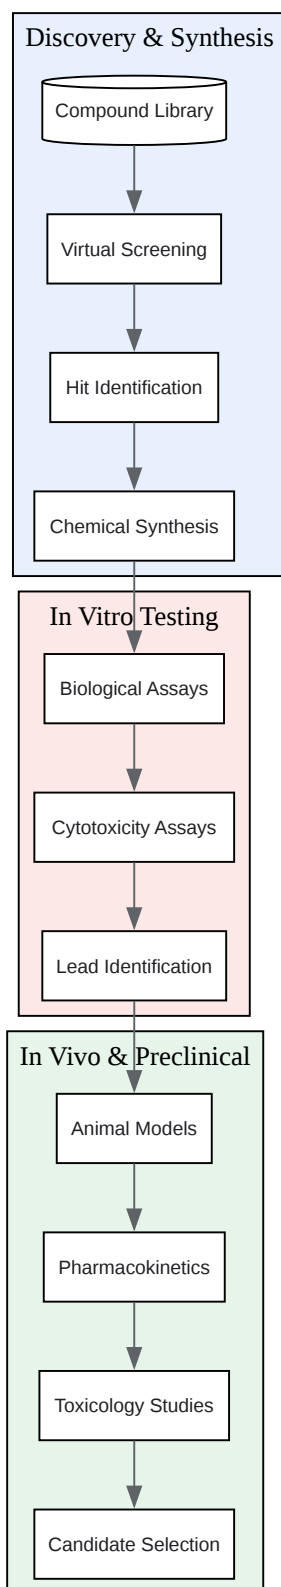 Discovery & Synthesis
Compound Library
Virtual Screening
Hit Identification
Chemical Synthesis
In Vitro Testing
Biological Assays
Cytotoxicity Assays
Lead Identification
In Vivo & Preclinical
Animal Models
Pharmacokinetics
Toxicology Studies
Candidate Selection